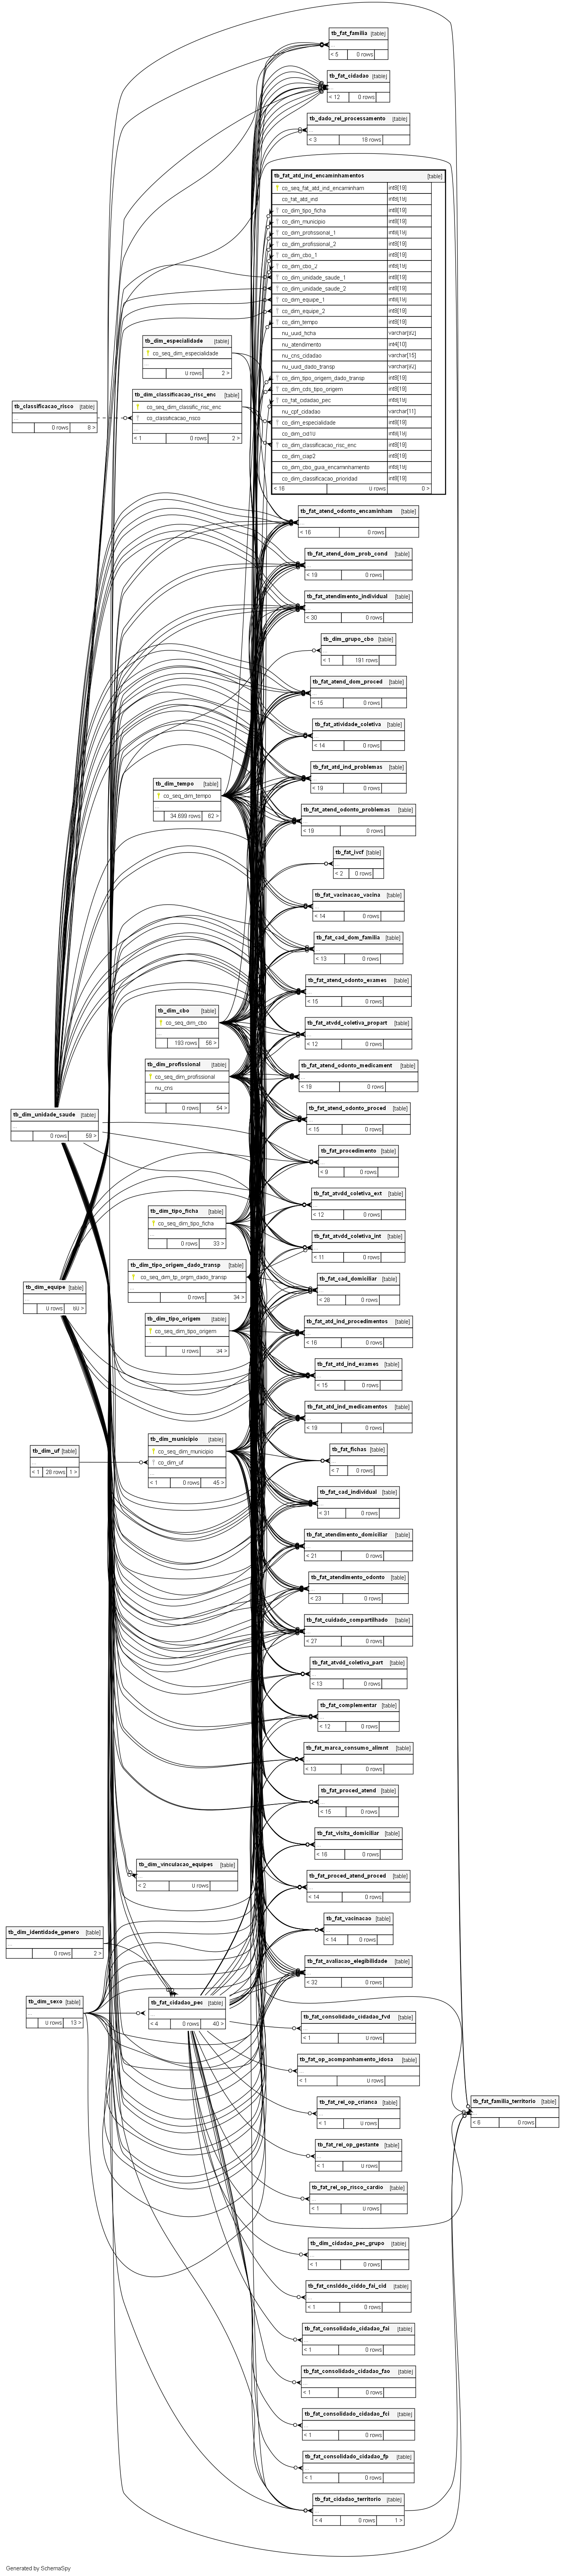 tb_fat_familia [table]
...
< 5 0 rows
tb_fat_cidadao [table]
...
< 12 0 rows
tb_dado_rel_processamento [table]
...
< 3 18 rows
tb_fat_atd_ind_encaminhamentos [table]
co_seq_fat_atd_ind_encaminham int8[19]
co_fat_atd_ind int8[19]
co_dim_tipo_ficha int8[19]
co_dim_municipio int8[19]
co_dim_profissional_1 int8[19]
co_dim_profissional_2 int8[19]
co_dim_cbo_1 int8[19]
co_dim_cbo_2 int8[19]
co_dim_unidade_saude_1 int8[19]
co_dim_unidade_saude_2 int8[19]
co_dim_equipe_1 int8[19]
co_dim_equipe_2 int8[19]
co_dim_tempo int8[19]
nu_uuid_ficha varchar[92]
nu_atendimento int4[10]
nu_cns_cidadao varchar[15]
nu_uuid_dado_transp varchar[92]
co_dim_tipo_origem_dado_transp int8[19]
co_dim_cds_tipo_origem int8[19]
co_fat_cidadao_pec int8[19]
nu_cpf_cidadao varchar[11]
co_dim_especialidade int8[19]
co_dim_cid10 int8[19]
co_dim_classificacao_risc_enc int8[19]
co_dim_ciap2 int8[19]
co_dim_cbo_guia_encaminhamento int8[19]
co_dim_classificacao_prioridad int8[19]
< 16 0 rows 0 >
tb_dim_especialidade [table]
co_seq_dim_especialidade
...
0 rows 2 >
tb_classificacao_risco [table]
...
0 rows 8 >
tb_dim_classificacao_risc_enc [table]
co_seq_dim_classific_risc_enc
co_classificacao_risco
...
< 1 0 rows 2 >
tb_fat_atend_odonto_encaminham [table]
...
< 16 0 rows
tb_fat_atend_dom_prob_cond [table]
...
< 19 0 rows
tb_fat_atendimento_individual [table]
...
< 30 0 rows
tb_dim_grupo_cbo [table]
...
< 1 191 rows
tb_fat_atend_dom_proced [table]
...
< 15 0 rows
tb_fat_atividade_coletiva [table]
...
< 14 0 rows
tb_fat_atd_ind_problemas [table]
...
< 19 0 rows
tb_dim_tempo [table]
co_seq_dim_tempo
...
34.699 rows 62 >
tb_fat_atend_odonto_problemas [table]
...
< 19 0 rows
tb_fat_ivcf [table]
...
< 2 0 rows
tb_fat_vacinacao_vacina [table]
...
< 14 0 rows
tb_fat_cad_dom_familia [table]
...
< 13 0 rows
tb_fat_atend_odonto_exames [table]
...
< 15 0 rows
tb_dim_cbo [table]
co_seq_dim_cbo
...
193 rows 56 >
tb_fat_atvdd_coletiva_propart [table]
...
< 12 0 rows
tb_dim_profissional [table]
co_seq_dim_profissional
nu_cns
...
0 rows 54 >
tb_fat_atend_odonto_medicament [table]
...
< 19 0 rows
tb_dim_unidade_saude [table]
...
0 rows 59 >
tb_fat_atend_odonto_proced [table]
...
< 15 0 rows
tb_fat_procedimento [table]
...
< 9 0 rows
tb_fat_atvdd_coletiva_ext [table]
...
< 12 0 rows
tb_dim_tipo_ficha [table]
co_seq_dim_tipo_ficha
...
0 rows 33 >
tb_fat_atvdd_coletiva_int [table]
...
< 11 0 rows
tb_dim_tipo_origem_dado_transp [table]
co_seq_dim_tp_orgm_dado_transp
...
0 rows 34 >
tb_dim_equipe [table]
...
0 rows 80 >
tb_fat_cad_domiciliar [table]
...
< 26 0 rows
tb_dim_tipo_origem [table]
co_seq_dim_tipo_origem
...
0 rows 34 >
tb_fat_atd_ind_procedimentos [table]
...
< 16 0 rows
tb_fat_atd_ind_exames [table]
...
< 15 0 rows
tb_fat_atd_ind_medicamentos [table]
...
< 19 0 rows
tb_dim_uf [table]
...
< 1 28 rows 1 >
tb_dim_municipio [table]
co_seq_dim_municipio
co_dim_uf
...
< 1 0 rows 45 >
tb_fat_fichas [table]
...
< 7 0 rows
tb_fat_cad_individual [table]
...
< 31 0 rows
tb_fat_atendimento_domiciliar [table]
...
< 21 0 rows
tb_fat_atendimento_odonto [table]
...
< 23 0 rows
tb_fat_cuidado_compartilhado [table]
...
< 27 0 rows
tb_fat_atvdd_coletiva_part [table]
...
< 13 0 rows
tb_fat_complementar [table]
...
< 12 0 rows
tb_fat_marca_consumo_alimnt [table]
...
< 13 0 rows
tb_fat_proced_atend [table]
...
< 15 0 rows
tb_fat_visita_domiciliar [table]
...
< 18 0 rows
tb_dim_vinculacao_equipes [table]
...
< 2 0 rows
tb_fat_proced_atend_proced [table]
...
< 14 0 rows
tb_fat_vacinacao [table]
...
< 14 0 rows
tb_dim_identidade_genero [table]
...
0 rows 2 >
tb_fat_avaliacao_elegibilidade [table]
...
< 32 0 rows
tb_dim_sexo [table]
...
0 rows 13 >
tb_fat_cidadao_pec [table]
...
< 4 0 rows 40 >
tb_fat_consolidado_cidadao_fvd [table]
...
< 1 0 rows
tb_fat_op_acompanhamento_idosa [table]
...
< 1 0 rows
tb_fat_rel_op_crianca [table]
...
< 1 0 rows
tb_fat_familia_territorio [table]
...
< 6 0 rows
tb_fat_rel_op_gestante [table]
...
< 1 0 rows
tb_fat_rel_op_risco_cardio [table]
...
< 1 0 rows
tb_dim_cidadao_pec_grupo [table]
...
< 1 0 rows
tb_fat_cnslddo_ciddo_fai_cid [table]
...
< 1 0 rows
tb_fat_consolidado_cidadao_fai [table]
...
< 1 0 rows
tb_fat_consolidado_cidadao_fao [table]
...
< 1 0 rows
tb_fat_consolidado_cidadao_fci [table]
...
< 1 0 rows
tb_fat_consolidado_cidadao_fp [table]
...
< 1 0 rows
tb_fat_cidadao_territorio [table]
...
< 4 0 rows 1 >
Generated by SchemaSpy